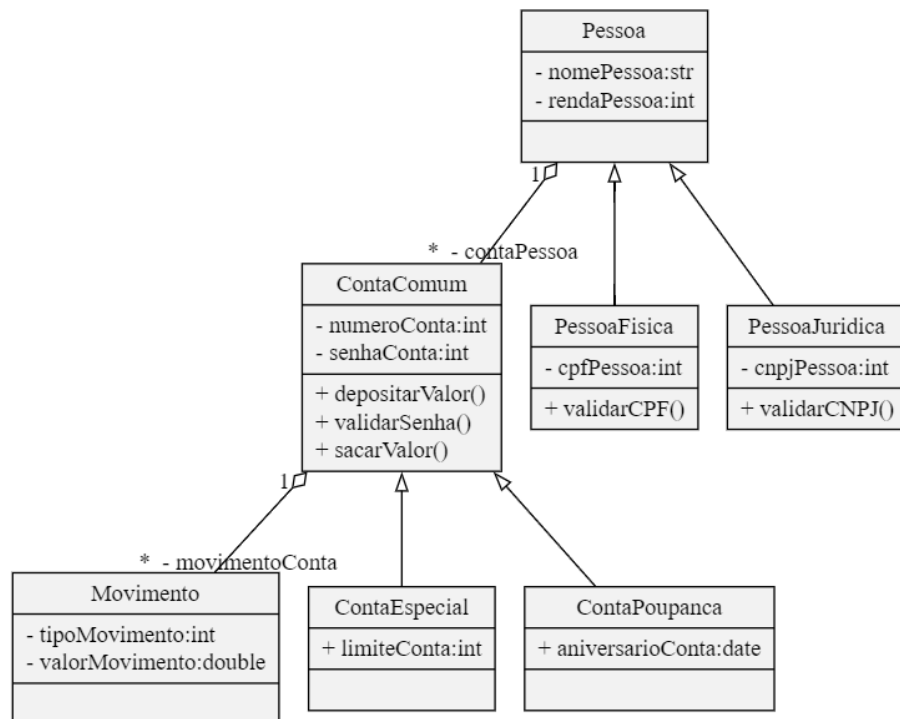 Pessoa
- nomePessoa:str
- rendaPessoa:int
1
* - contaPessoa
ContaComum
- numeroConta:int
- senhaConta:int
+ depositarValor()
+ validarSenha()
+ sacarValor()
PessoaFisica
- cpfPessoa:int
+ validarCPF()
PessoaJuridica
- cnpjPessoa:int
+ validarCNPJ()
1
* - movimentoConta
Movimento
- tipoMovimento:int
- valorMovimento:double
ContaEspecial
+ limiteConta:int
ContaPoupanca
+ aniversarioConta:date